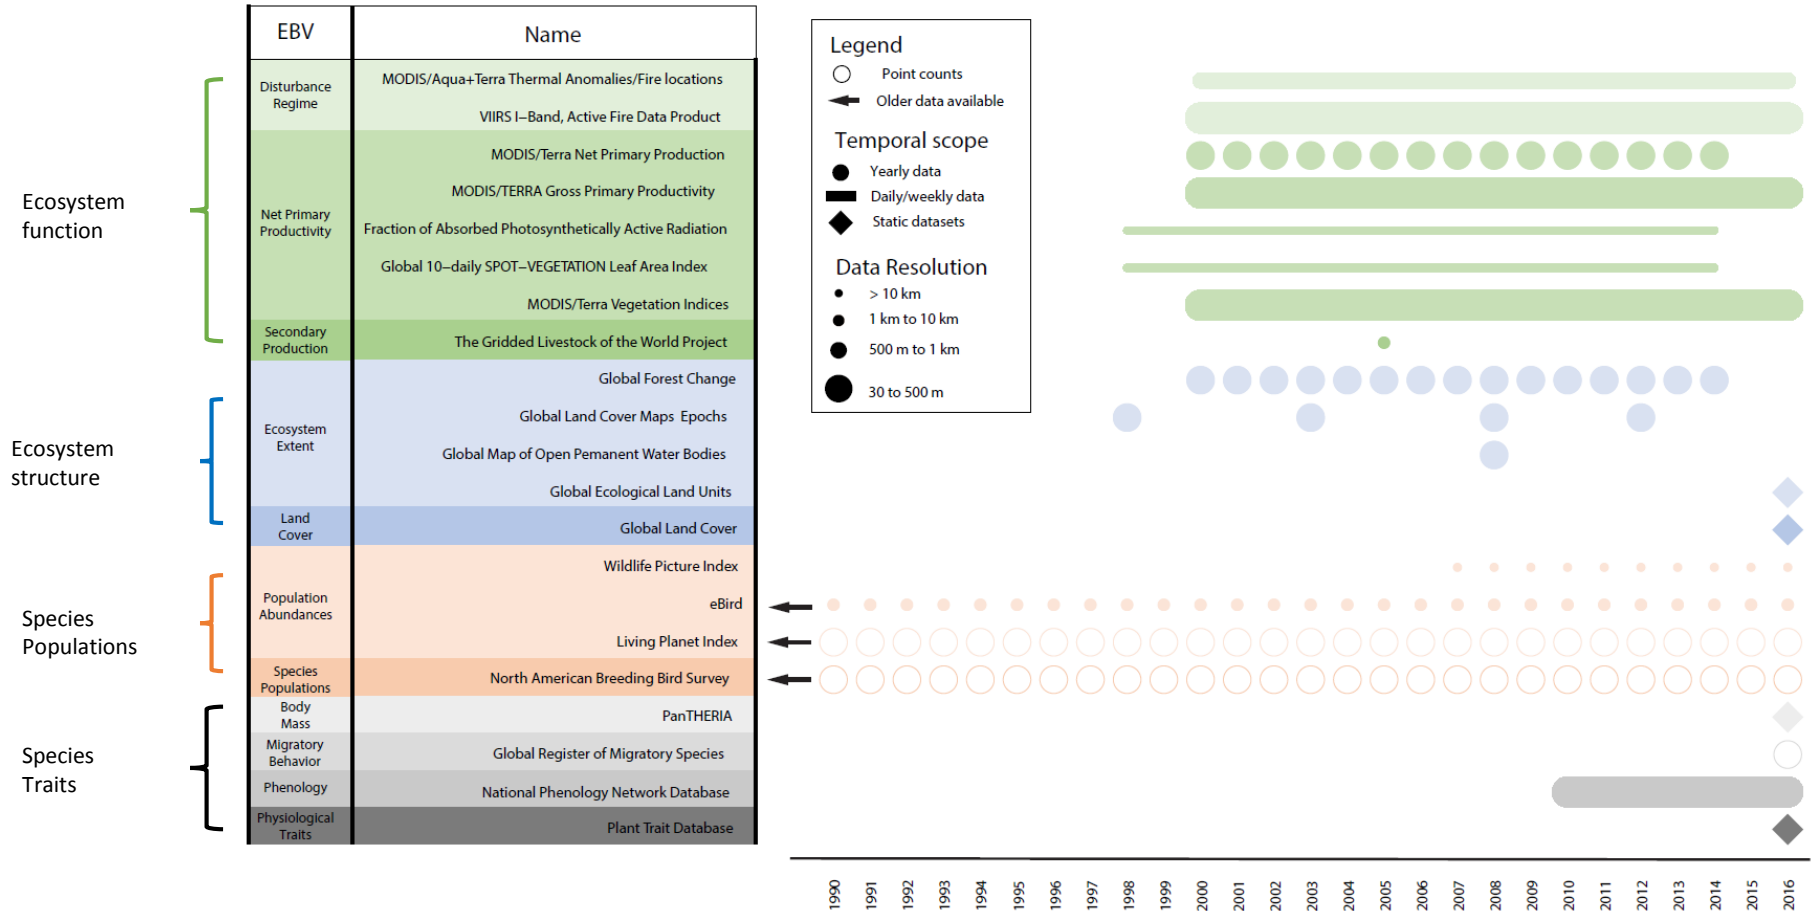 EBV
Name
Disturbance
Regime
MODIS/Aqua+Terra Thermal Anomalies/Fire locations
VIIRS I−Band, Active Fire Data Product
Ecosystem
function
Net Primary
Productivity
MODIS/Terra Net Primary Production
MODIS/TERRA Gross Primary Productivity
Fraction of Absorbed Photosynthetically Active Radiation
Global 10−daily SPOT−VEGETATION Leaf Area Index
MODIS/Terra Vegetation Indices
Secondary
Production
The Gridded Livestock of the World Project
Ecosystem
structure
Ecosystem
Extent
Global Forest Change
Global Land Cover Maps Epochs
Global Map of Open Pemanent Water Bodies
Global Ecological Land Units
Land
Cover
Global Land Cover
Species
Populations
Population
Abundances
Wildlife Picture Index
eBird
Living Planet Index
Species
Populations
North American Breeding Bird Survey
Species
Traits
Body
Mass
PanTHERIA
Migratory
Behavior
Global Register of Migratory Species
Phenology
National Phenology Network Database
Physiological
Traits
Plant Trait Database
Legend
Point counts
Older data available
Temporal scope
Yearly data
Daily/weekly data
Static datasets
Data Resolution
> 10 km
1 km to 10 km
500 m to 1 km
30 to 500 m
1990
1991
1992
1993
1994
1995
1996
1997
1998
1999
2000
2001
2002
2003
2004
2005
2006
2007
2008
2009
2010
2011
2012
2013
2014
2015
2016